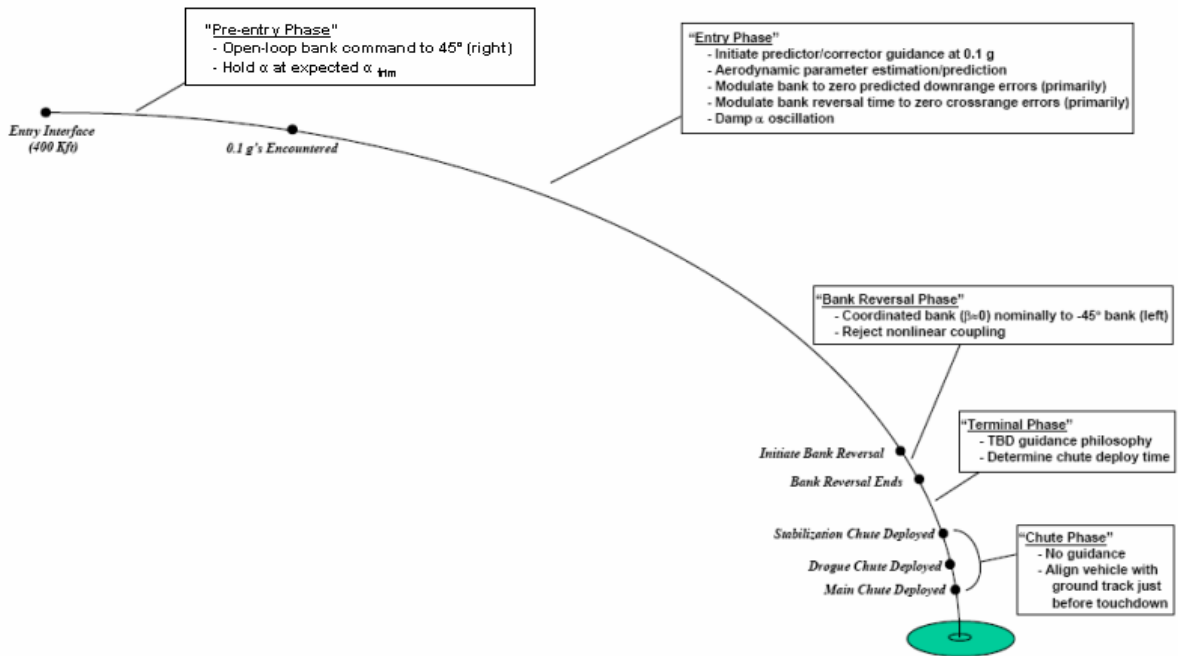 "Pre-entry Phase"
- Open-loop bank command to 45° (right)
- Hold α at expected α trim
"Entry Phase"
- Initiate predictor/corrector guidance at 0.1 g
- Aerodynamic parameter estimation/prediction
- Modulate bank to zero predicted downrange errors (primarily)
- Modulate bank reversal time to zero crossrange errors (primarily)
- Damp α oscillation
Entry Interface
(400 Kft)
0.1 g's Encountered
"Bank Reversal Phase"
- Coordinated bank (β≈0) nominally to -45° bank (left)
- Reject nonlinear coupling
Initiate Bank Reversal
Bank Reversal Ends
"Terminal Phase"
- TBD guidance philosophy
- Determine chute deploy time
Stabilization Chute Deployed
Drogue Chute Deployed
Main Chute Deployed
"Chute Phase"
- No guidance
- Align vehicle with
ground track just
before touchdown